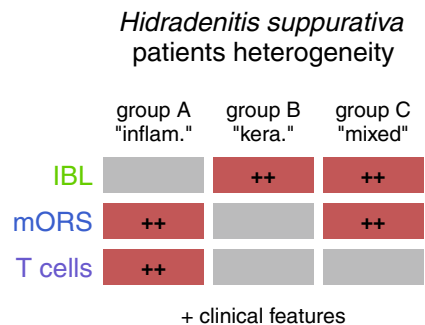 Hidradenitis suppurativa
patients heterogeneity
group A group B group C
"inflam." "kera." "mixed"
IBL ++ ++
mORS ++ ++
T cells ++
+ clinical features